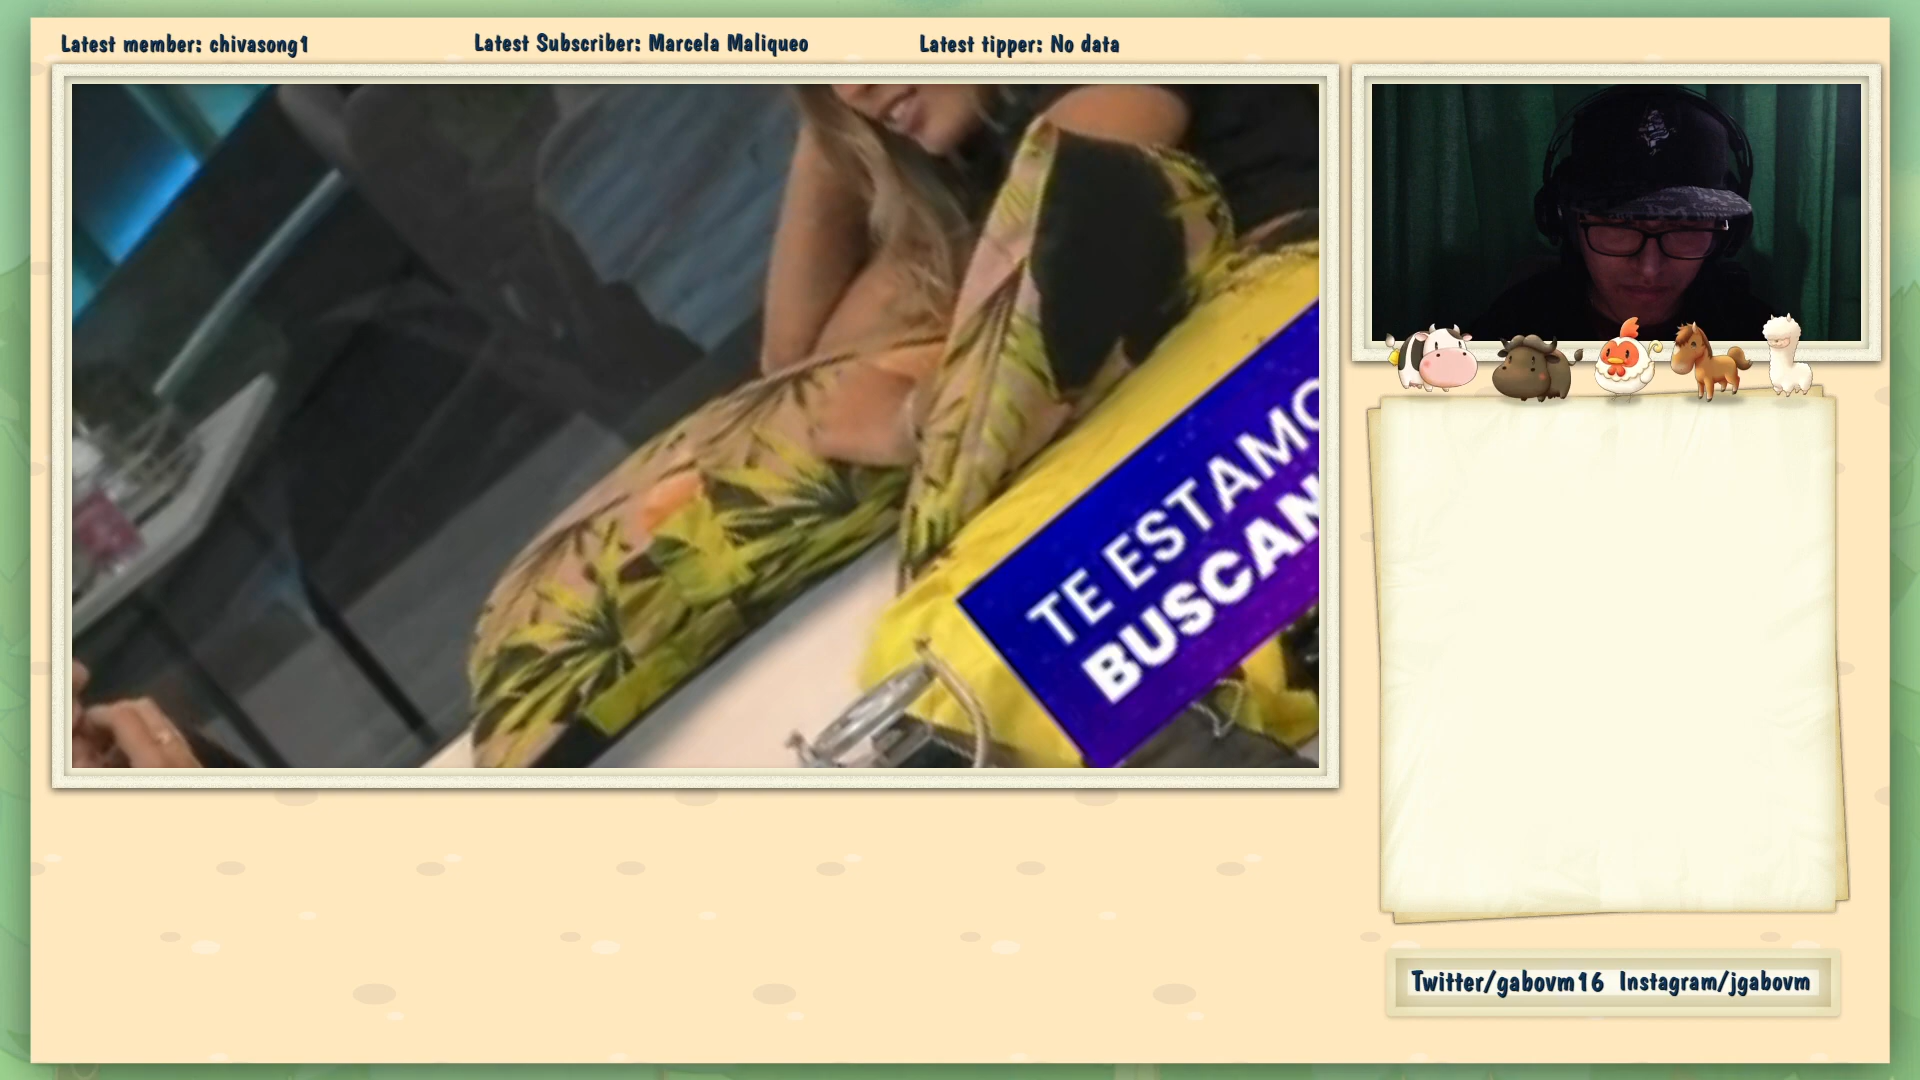 Latest member: chivasong1
Latest Subscriber: Marcela Maliqueo
Latest tipper: No data
TE ESTAMO
BUSCAN
Twitter/gabovm16 Instagram/jgabovm